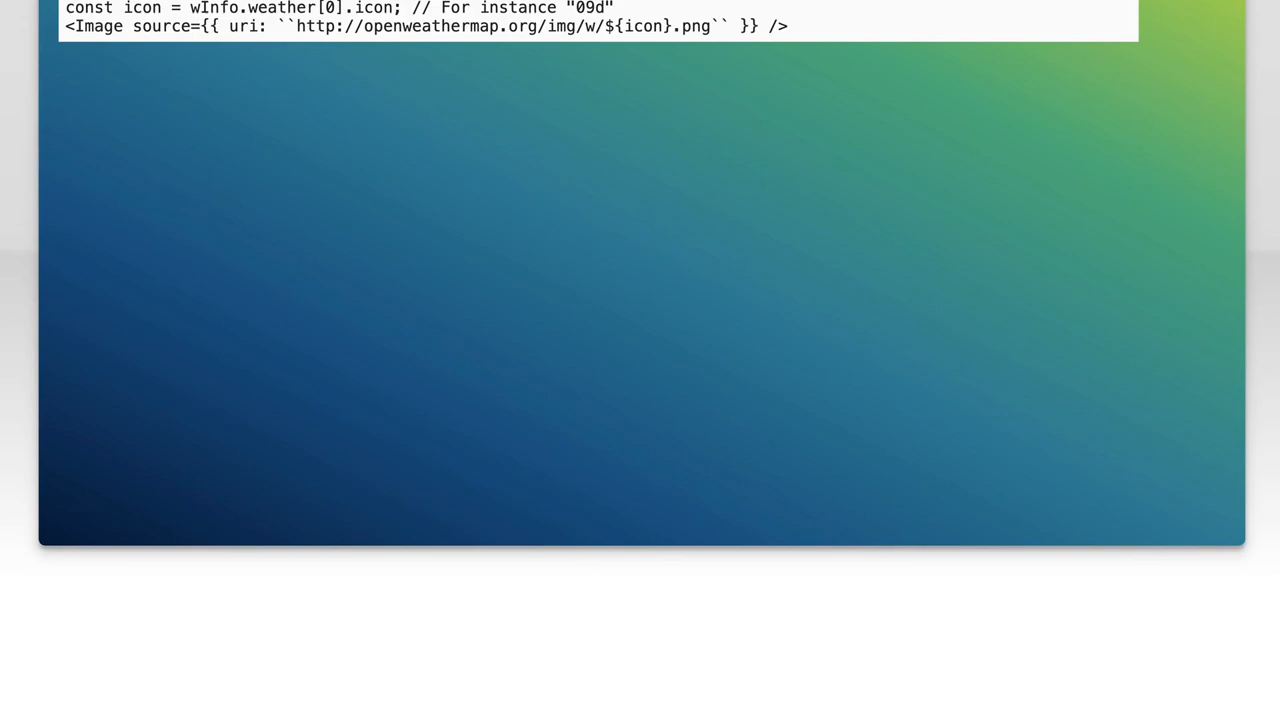 const icon = wInfo.weather[0].icon; // For instance "09d"
<Image source={{ uri: ``http://openweathermap.org/img/w/${icon}.png`` }} />